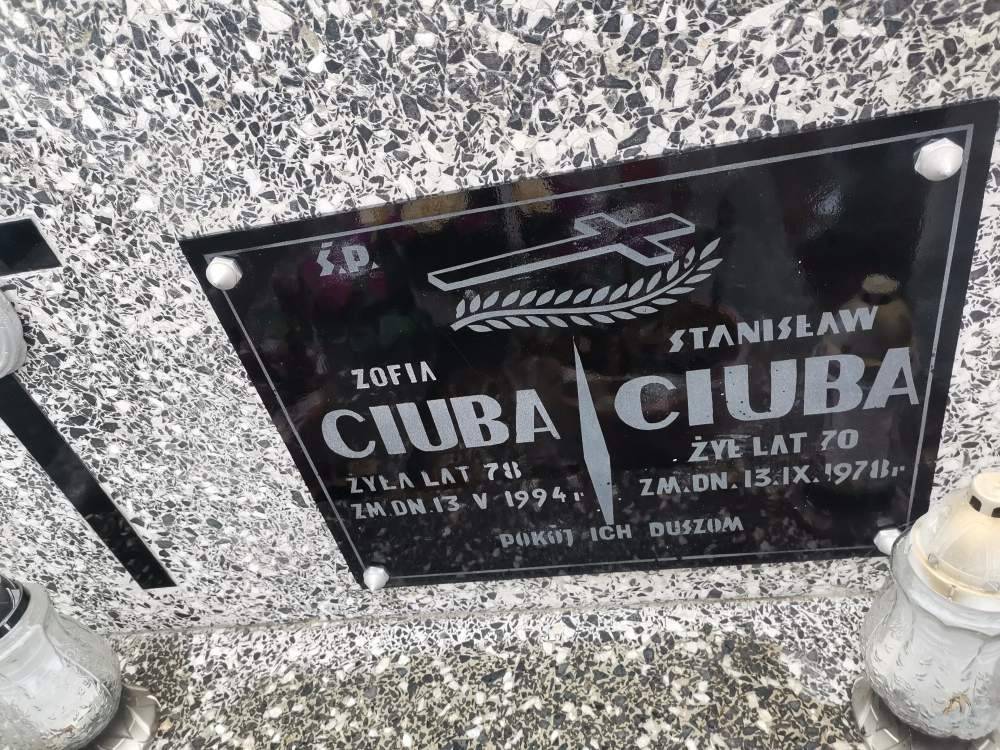 Ś.P.
ZOFIA
CIUBA
ŻYŁA LAT 78
ZM.DN.13 V 1994 r
STANISŁAW
CIUBA
ŻYŁ LAT 70
ZM.DN.13.IX.1978r
POKÓJ ICH DUSZOM